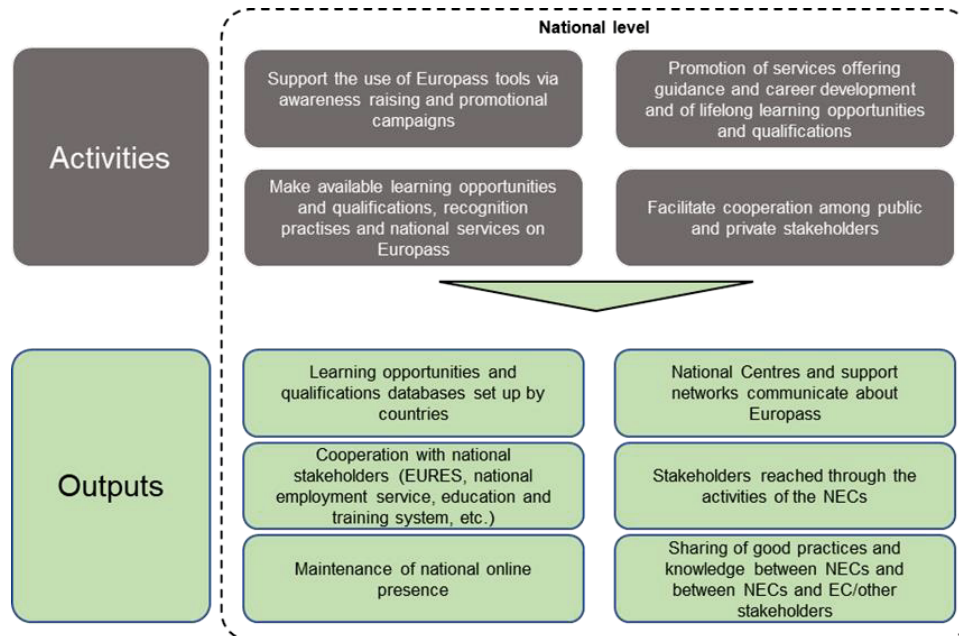 National level
Activities
Support the use of Europass tools via
awareness raising and promotional
campaigns
Promotion of services offering
guidance and career development
and of lifelong learning opportunities
and qualifications
Make available learning opportunities
and qualifications, recognition
practises and national services on
Europass
Facilitate cooperation among public
and private stakeholders
Outputs
Learning opportunities and
qualifications databases set up by
countries
National Centres and support
networks communicate about
Europass
Cooperation with national
stakeholders (EURES, national
employment service, education and
training system, etc.)
Stakeholders reached through the
activities of the NECs
Maintenance of national online
presence
Sharing of good practices and
knowledge between NECs and
between NECs and EC/other
stakeholders